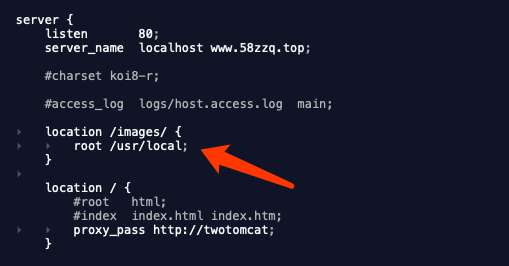 server {
listen 80;
server_name localhost www.58zzq.top;
#charset koi8-r;
#access_log logs/host.access.log main;
location /images/ {
root /usr/local;
}
location / {
#root html;
#index index.html index.htm;
proxy_pass http://twotomcat;
}